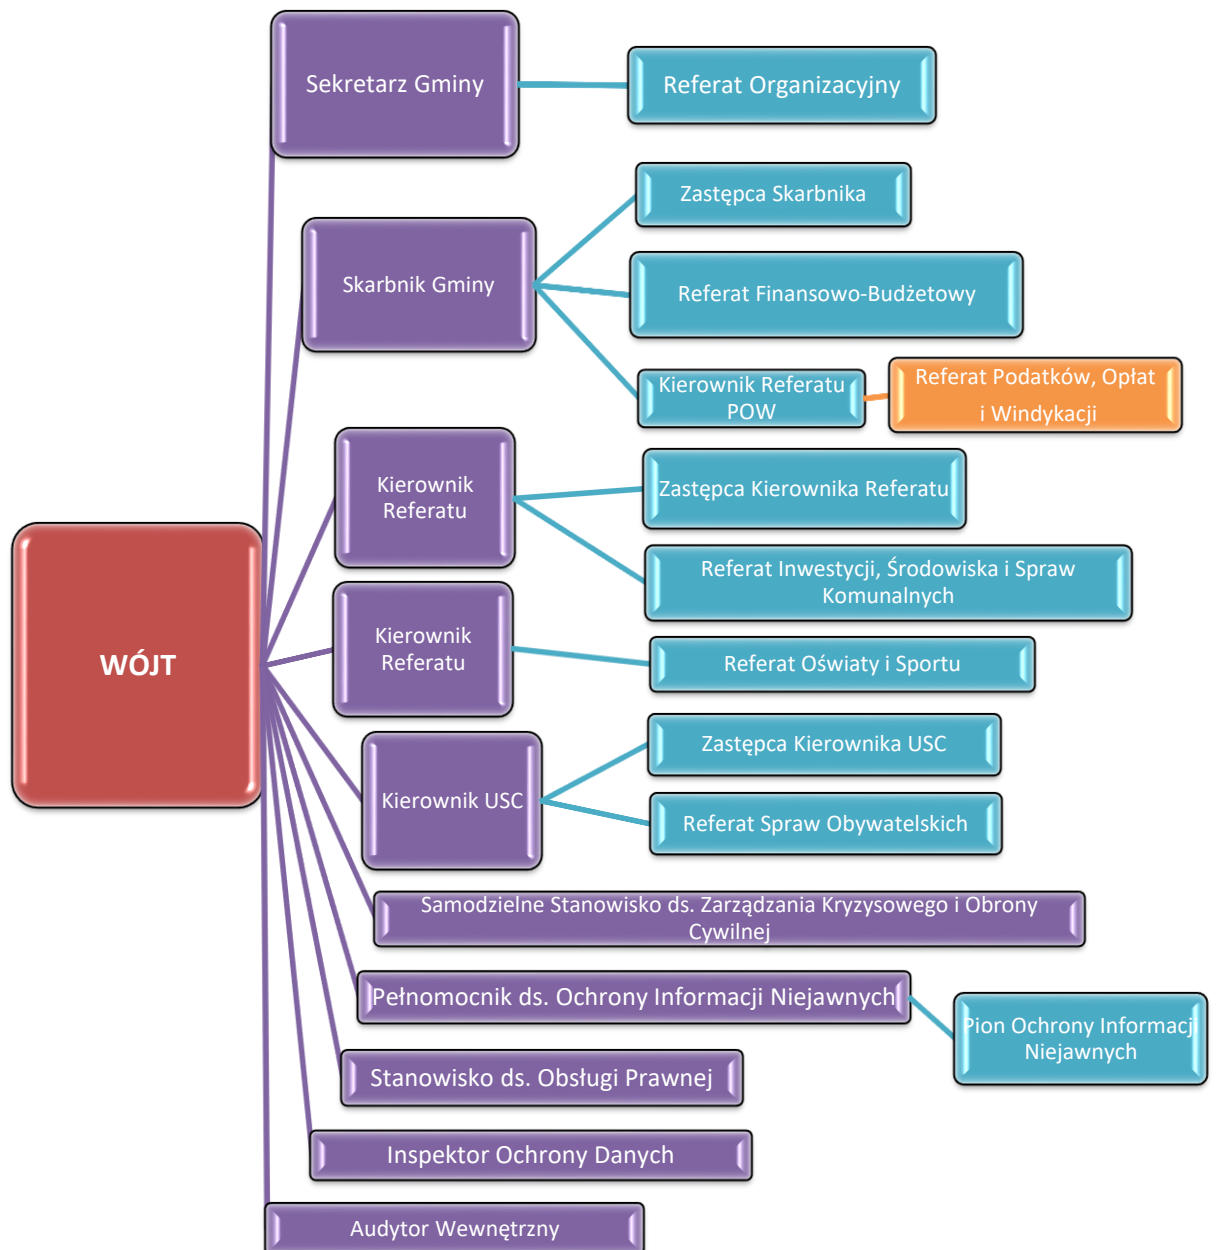 Sekretarz Gminy
Referat Organizacyjny
Zastępca Skarbnika
Skarbnik Gminy
Referat Finansowo-Budżetowy
Kierownik Referatu
POW
Referat Podatków, Opłat
i Windykacji
Kierownik
Referatu
Zastępca Kierownika Referatu
Referat Inwestycji, Środowiska i Spraw
Komunalnych
WÓJT
Kierownik
Referatu
Referat Oświaty i Sportu
Kierownik USC
Zastępca Kierownika USC
Referat Spraw Obywatelskich
Samodzielne Stanowisko ds. Zarządzania Kryzysowego i Obrony
Cywilnej
Pełnomocnik ds. Ochrony Informacji Niejawnych
Pion Ochrony Informacji
Niejawnych
Stanowisko ds. Obsługi Prawnej
Inspektor Ochrony Danych
Audytor Wewnętrzny